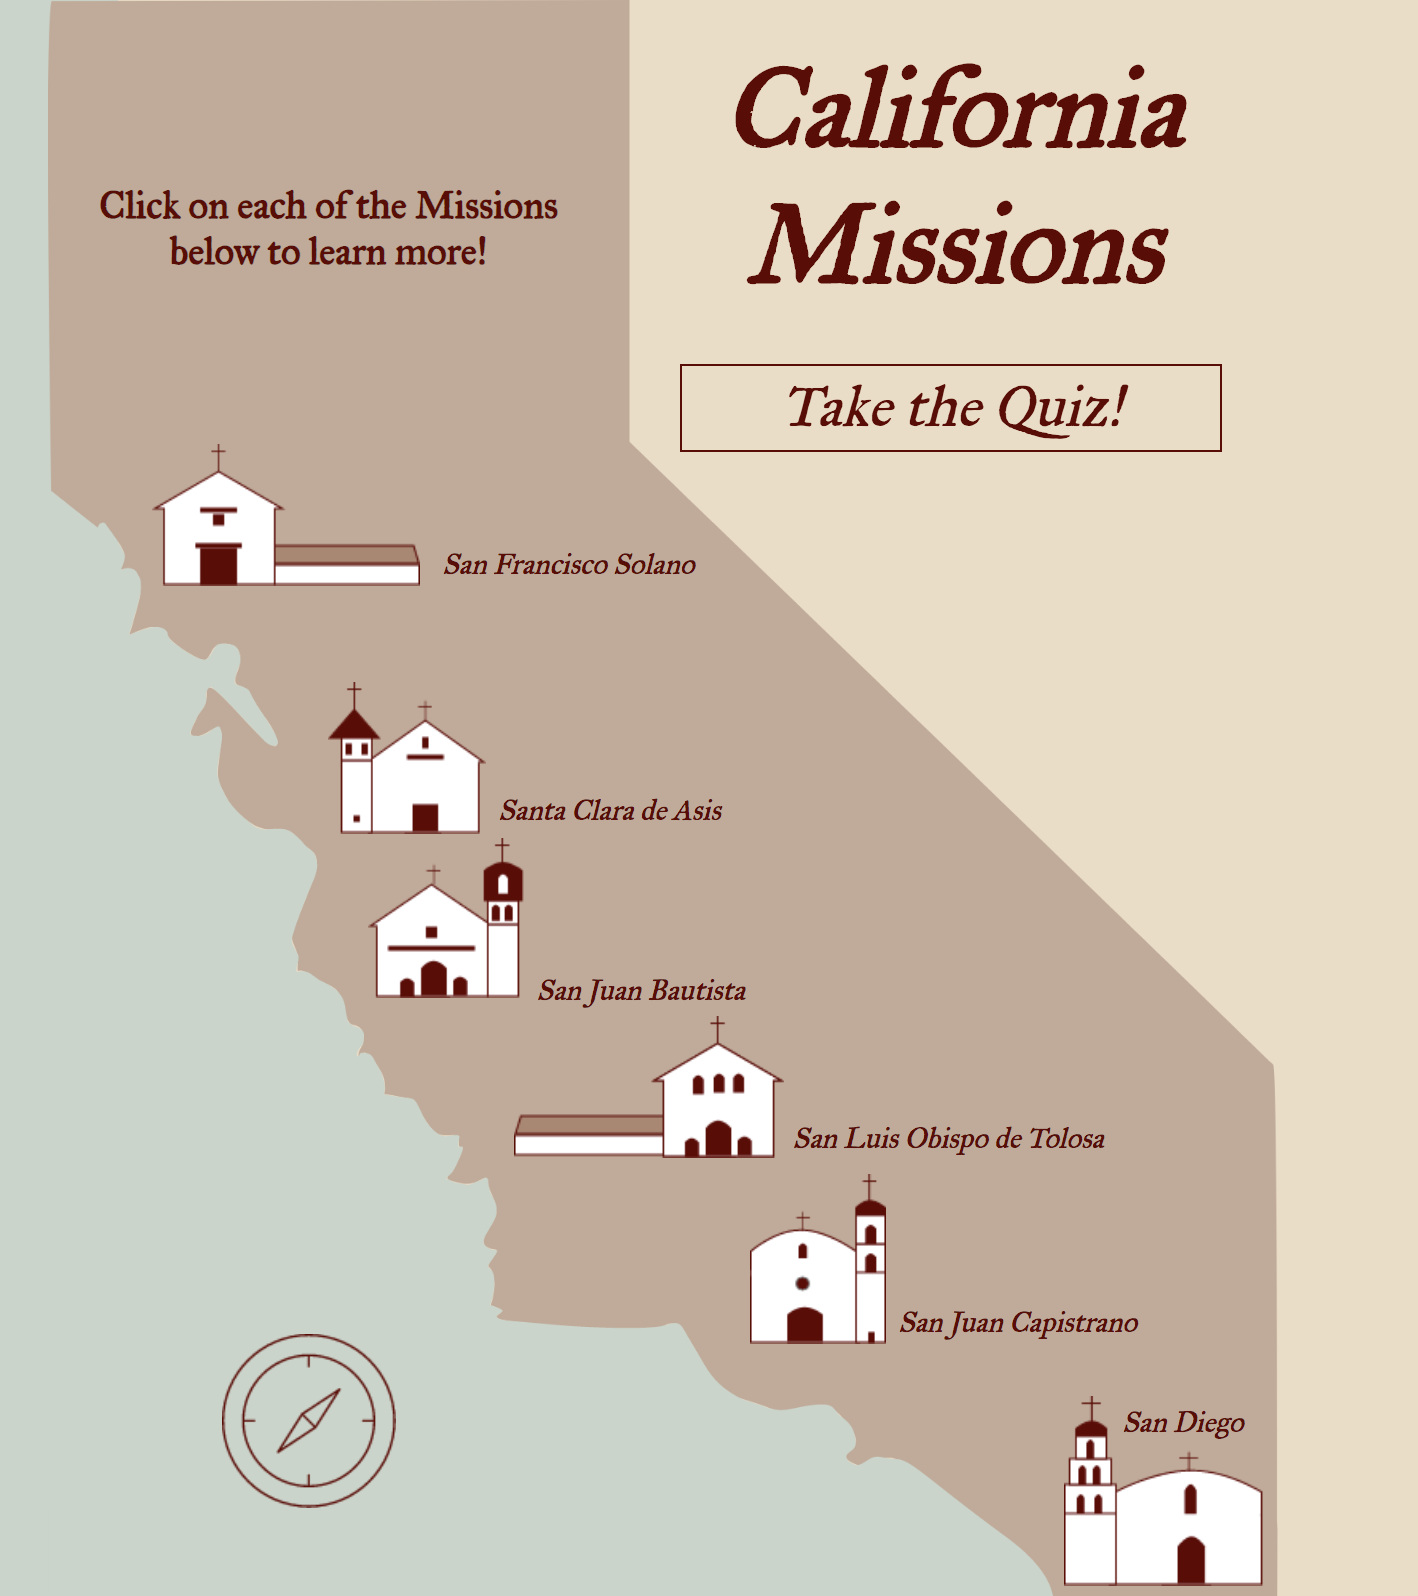 California
Missions
Click on each of the Missions
below to learn more!
Take the Quiz!
San Francisco Solano
Santa Clara de Asis
San Juan Bautista
San Luis Obispo de Tolosa
San Juan Capistrano
San Diego